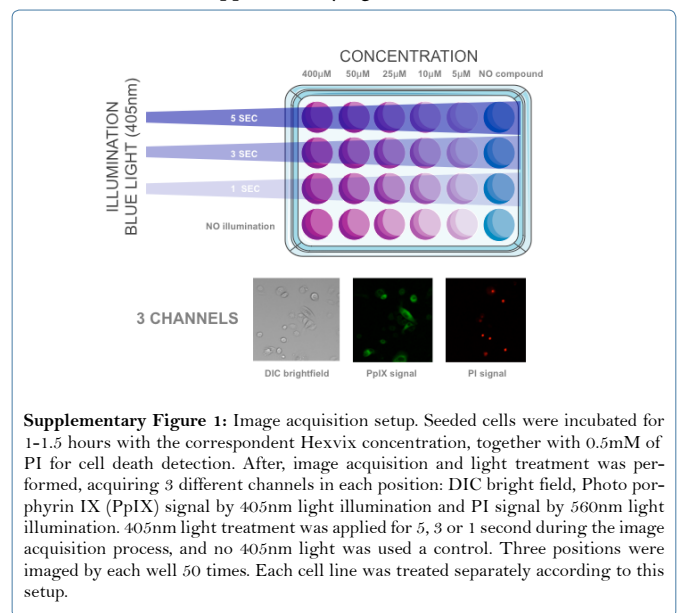 CONCENTRATION
400µM 50µM 25µM 10µM 5µM NO compound
ILLUMINATION
BLUE LIGHT (405nm)
5 SEC
3 SEC
1 SEC
NO illumination
3 CHANNELS
DIC brightfield PpIX signal PI signal
Supplementary Figure 1: Image acquisition setup. Seeded cells were incubated for
1-1.5 hours with the correspondent Hexvix concentration, together with 0.5mM of
PI for cell death detection. After, image acquisition and light treatment was per-
formed, acquiring 3 different channels in each position: DIC bright field, Photo por-
phyrin IX (PpIX) signal by 405nm light illumination and PI signal by 560nm light
illumination. 405nm light treatment was applied for 5, 3 or 1 second during the image
acquisition process, and no 405nm light was used a control. Three positions were
imaged by each well 50 times. Each cell line was treated separately according to this
setup.